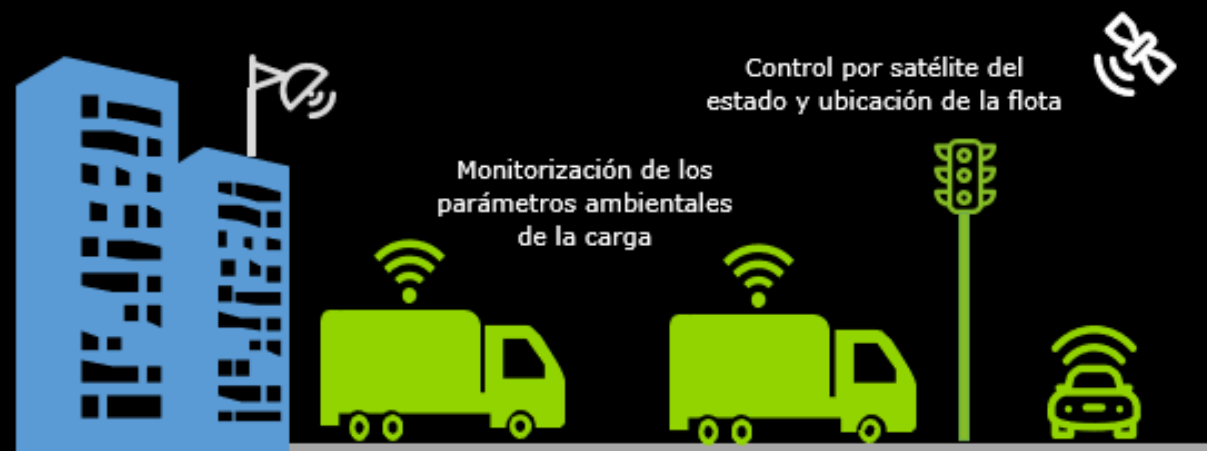 Control por satélite del
estado y ubicación de la flota
Monitorización de los
parámetros ambientales
de la carga